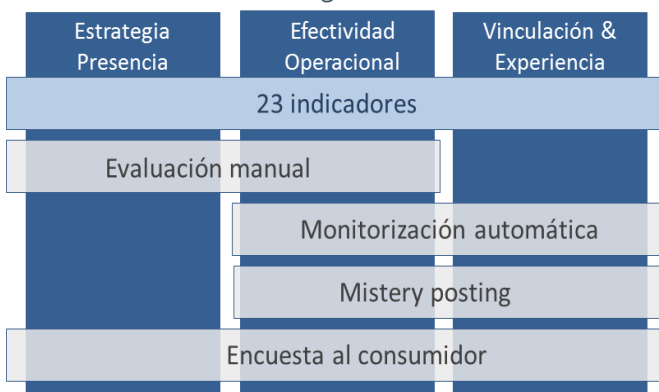 Estrategia
Presencia
Efectividad
Operacional
Vinculación &
Experiencia
23 indicadores
Evaluación manual
Monitorización automática
Mistery posting
Encuesta al consumidor